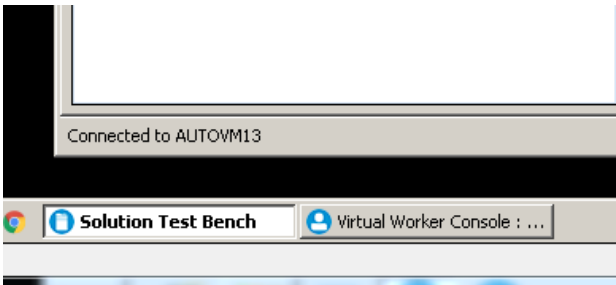 Connected to AUTOVM13
Solution Test Bench
Virtual Worker Console : ...